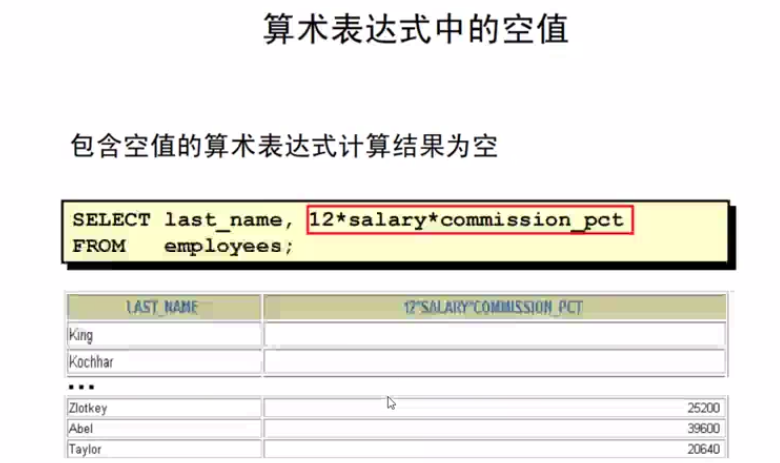 算术表达式中的空值
包含空值的算术表达式计算结果为空
SELECT last_name, 12*salary*commission_pct
FROM employees;
LAST_NAME 12*SALARY*COMMISSION_PCT
King
Kochhar
...
Zlotkey 25200
Abel 39600
Taylor 20640